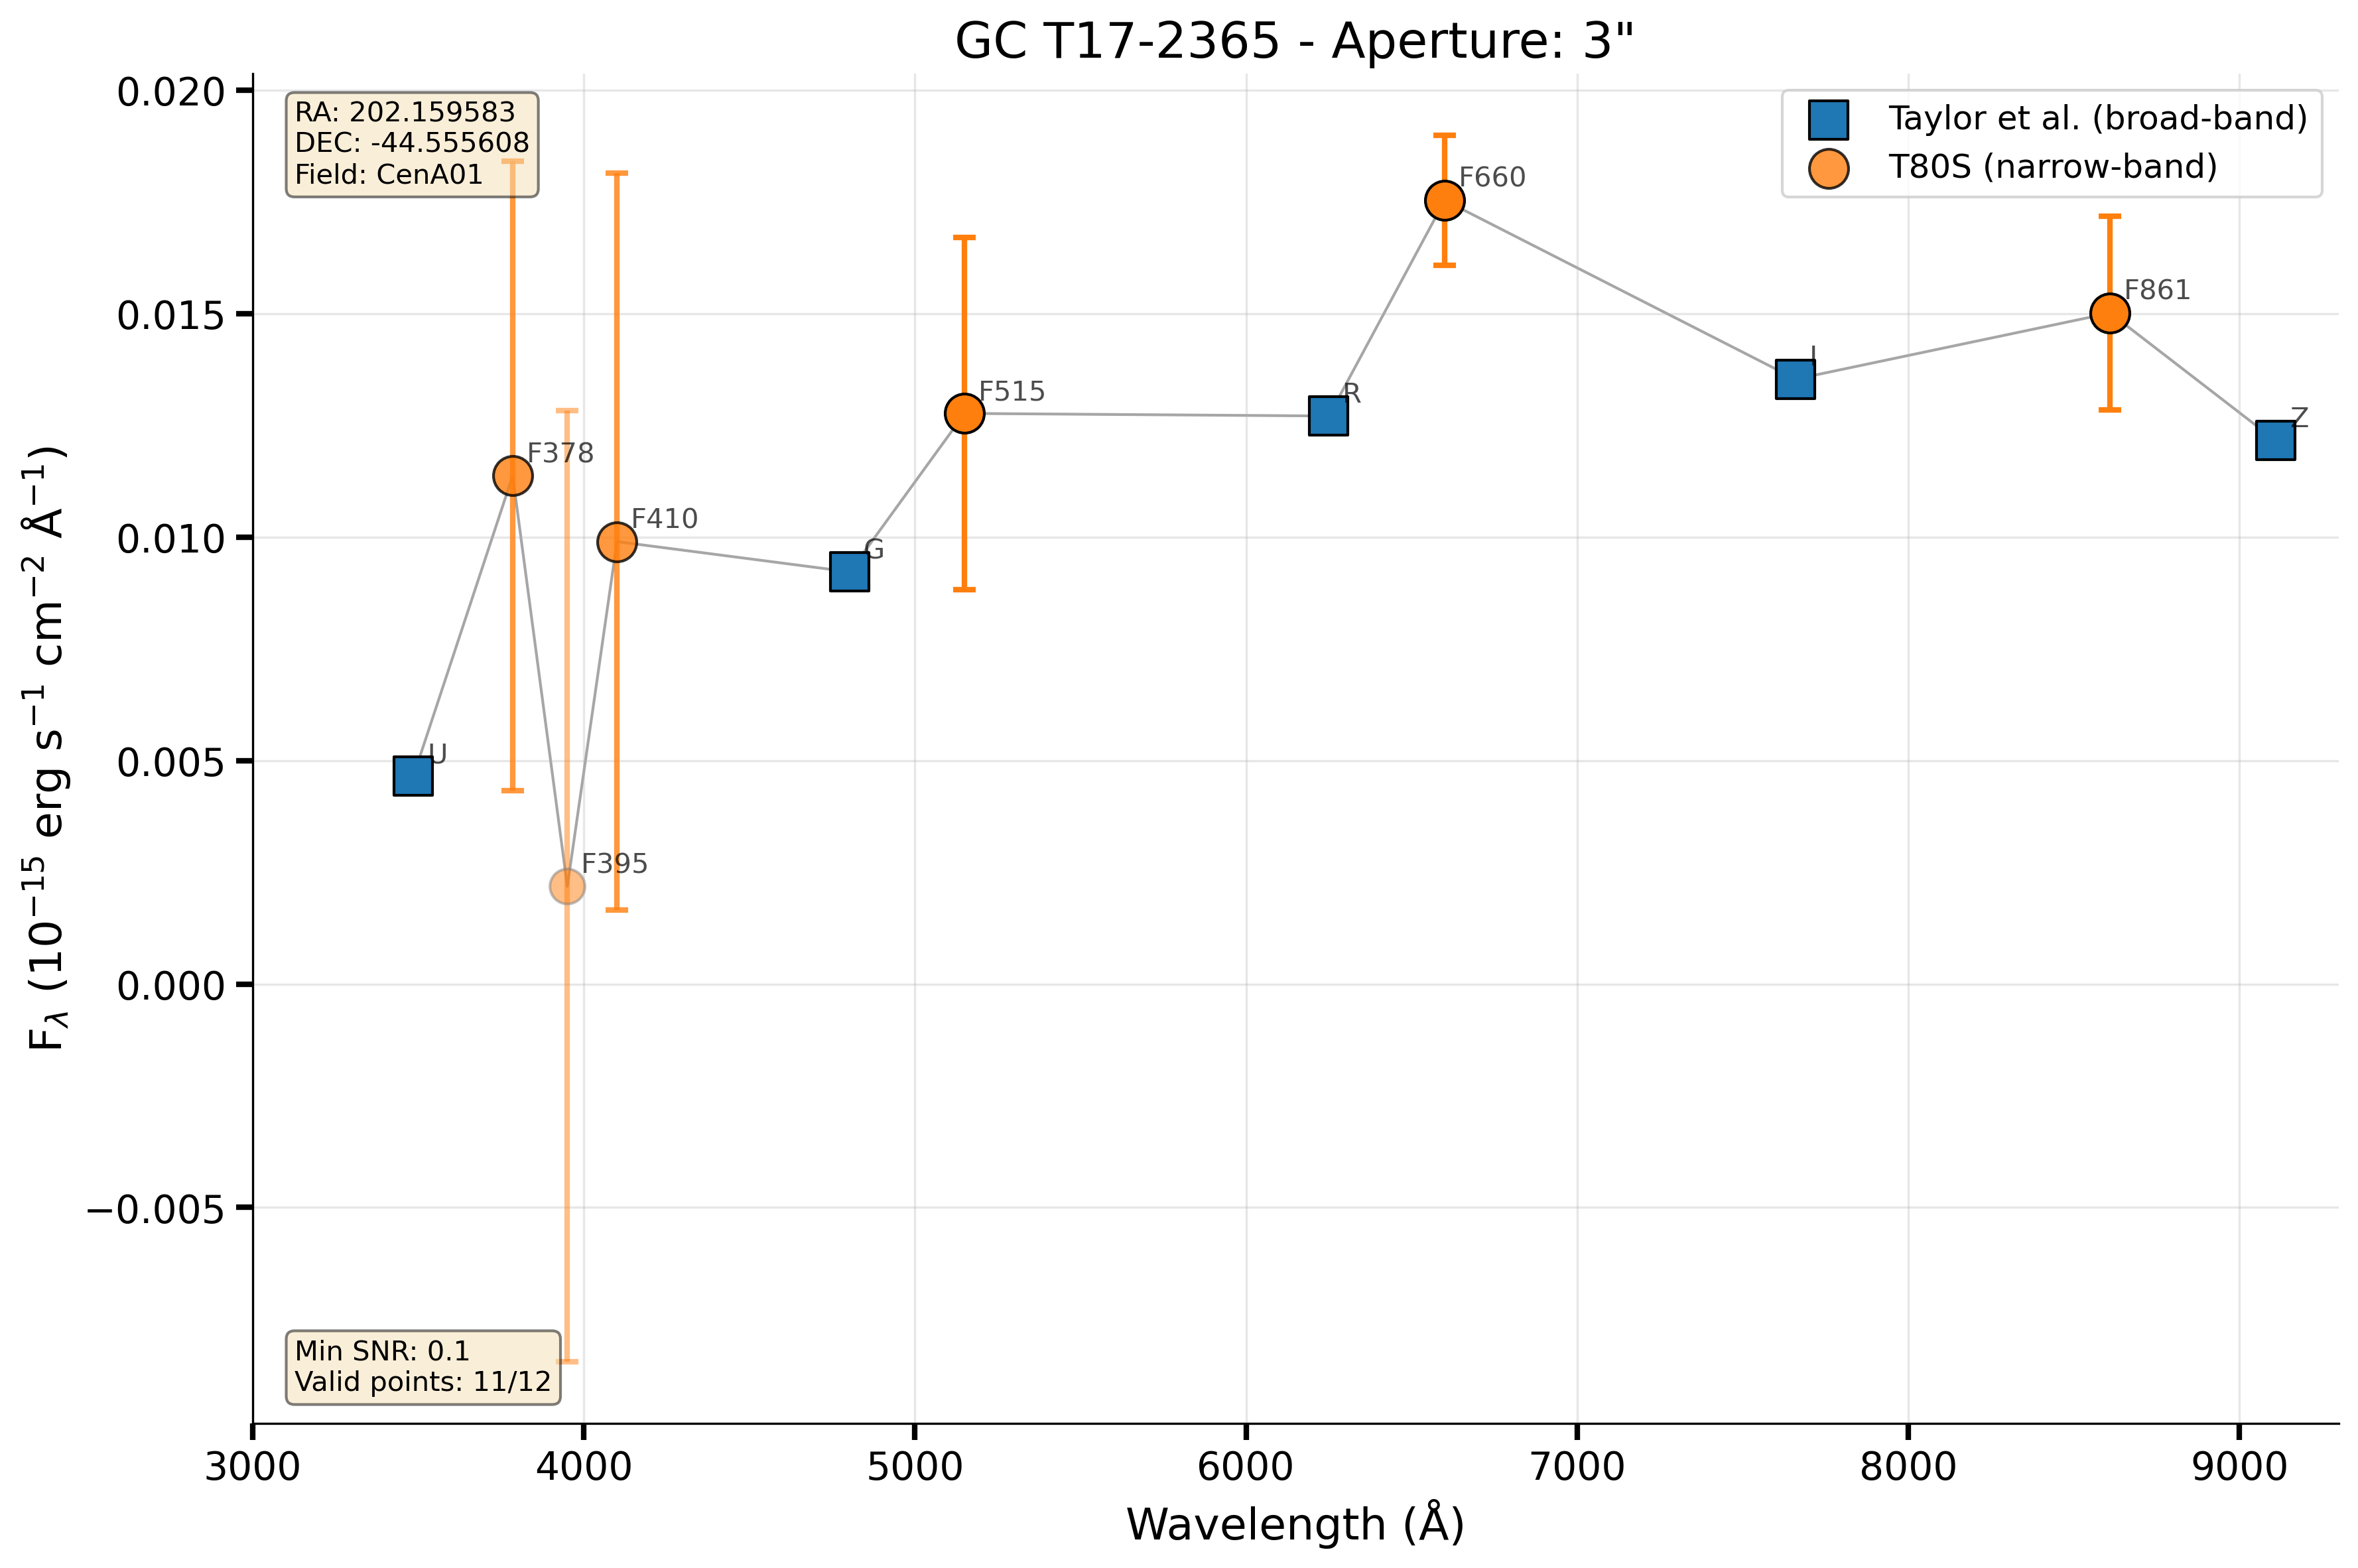 GC T17-2365 - Aperture: 3"
RA: 202.159583
DEC: -44.555608
Field: CenA01
Taylor et al. (broad-band)
T80S (narrow-band)
0.020
0.015
0.010
0.005
0.000
−0.005
F_λ (10⁻¹⁵ erg s⁻¹ cm⁻² Å⁻¹)
U
F378
F395
F410
G
F515
R
F660
I
F861
Z
Min SNR: 0.1
Valid points: 11/12
3000
4000
5000
6000
7000
8000
9000
Wavelength (Å)